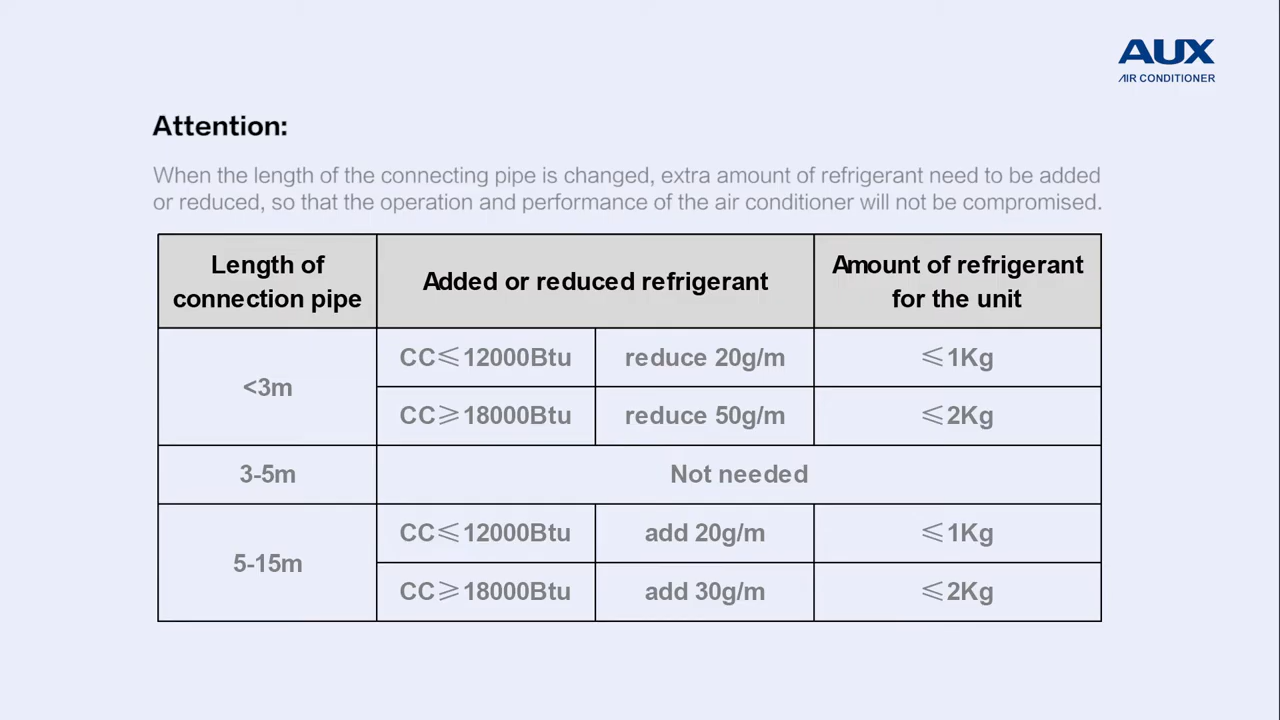 AUX
AIR CONDITIONER
Attention:
When the length of the connecting pipe is changed, extra amount of refrigerant need to be added
or reduced, so that the operation and performance of the air conditioner will not be compromised.
Length of
connection pipe
Added or reduced refrigerant
Amount of refrigerant
for the unit
<3m
CC≤12000Btu
reduce 20g/m
≤1Kg
CC≥18000Btu
reduce 50g/m
≤2Kg
3-5m
Not needed
5-15m
CC≤12000Btu
add 20g/m
≤1Kg
CC≥18000Btu
add 30g/m
≤2Kg